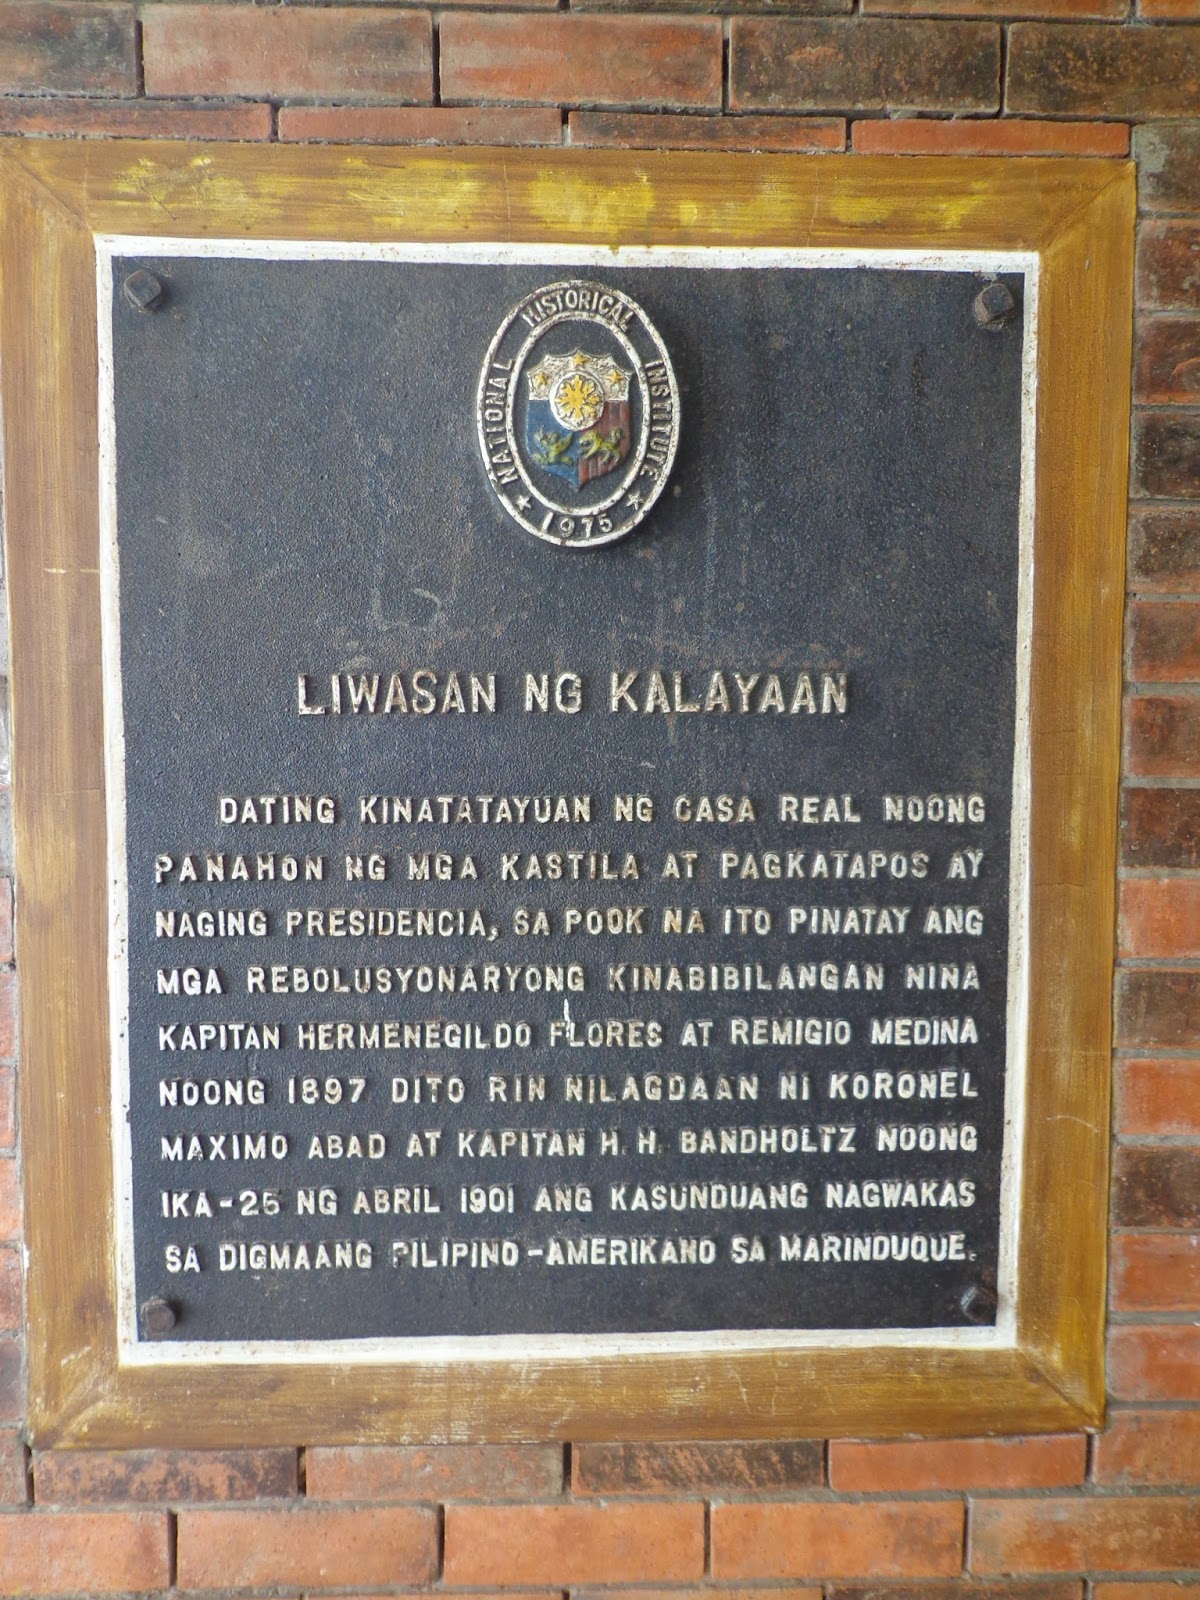 NATIONAL HISTORICAL INSTITUTE
1975
LIWASAN NG KALAYAAN
DATING KINATATAYUAN NG CASA REAL NOONG
PANAHON NG MGA KASTILA AT PAGKATAPOS AY
NAGING PRESIDENCIA, SA POOK NA ITO PINATAY ANG
MGA REBOLUSYONARYONG KINABIBILANGAN NINA
KAPITAN HERMENEGILDO FLORES AT REMIGIO MEDINA
NOONG 1897 DITO RIN NILAGDAAN NI KORONEL
MAXIMO ABAD AT KAPITAN H. H. BANDHOLTZ NOONG
IKA-25 NG ABRIL 1901 ANG KASUNDUANG NAGWAKAS
SA DIGMAANG PILIPINO-AMERIKANO SA MARINDUQUE.